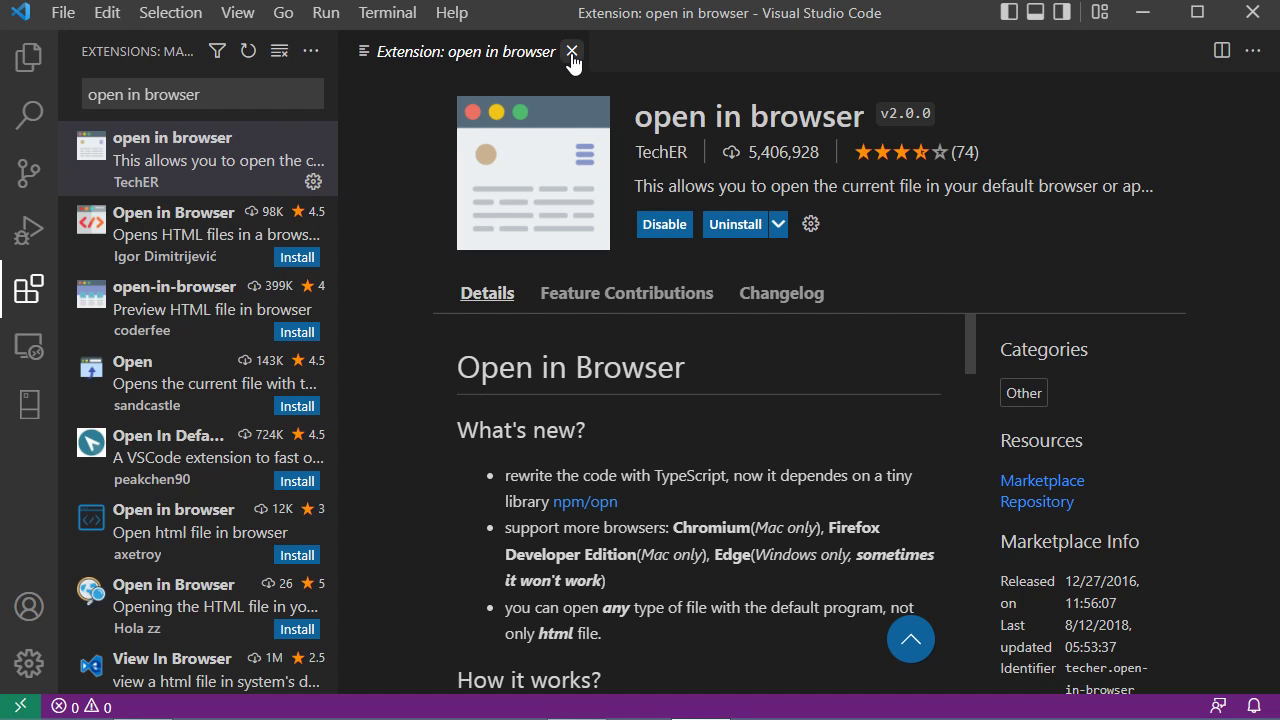 File Edit Selection View Go Run Terminal Help
Extension: open in browser - Visual Studio Code
EXTENSIONS: MA...
open in browser
open in browser
This allows you to open the c...
TechER
Open in Browser 98K 4.5
Opens HTML files in a brows...
Igor Dimitrijević Install
open-in-browser 399K 4
Preview HTML file in browser
coderfee Install
Open 143K 4.5
Opens the current file with t...
sandcastle Install
Open In Defa... 724K 4.5
A VSCode extension to fast o...
peakchen90 Install
Open in browser 12K 3
Open html file in browser
axetroy Install
Open in Browser 26 5
Opening the HTML file in yo...
Hola zz Install
View In Browser 1M 2.5
view a html file in system's d...
Extension: open in browser
open in browser v2.0.0
TechER 5,406,928 (74)
This allows you to open the current file in your default browser or ap...
Disable Uninstall
Details Feature Contributions Changelog
Open in Browser
What's new?
• rewrite the code with TypeScript, now it dependes on a tiny
library npm/opn
• support more browsers: Chromium(Mac only), Firefox
Developer Edition(Mac only), Edge(Windows only, sometimes
it won't work)
• you can open any type of file with the default program, not
only html file.
How it works?
Categories
Other
Resources
Marketplace
Repository
Marketplace Info
Released 12/27/2016,
on 11:56:07
Last 8/12/2018,
updated 05:53:37
Identifier techer.open-
in-browser
0 0